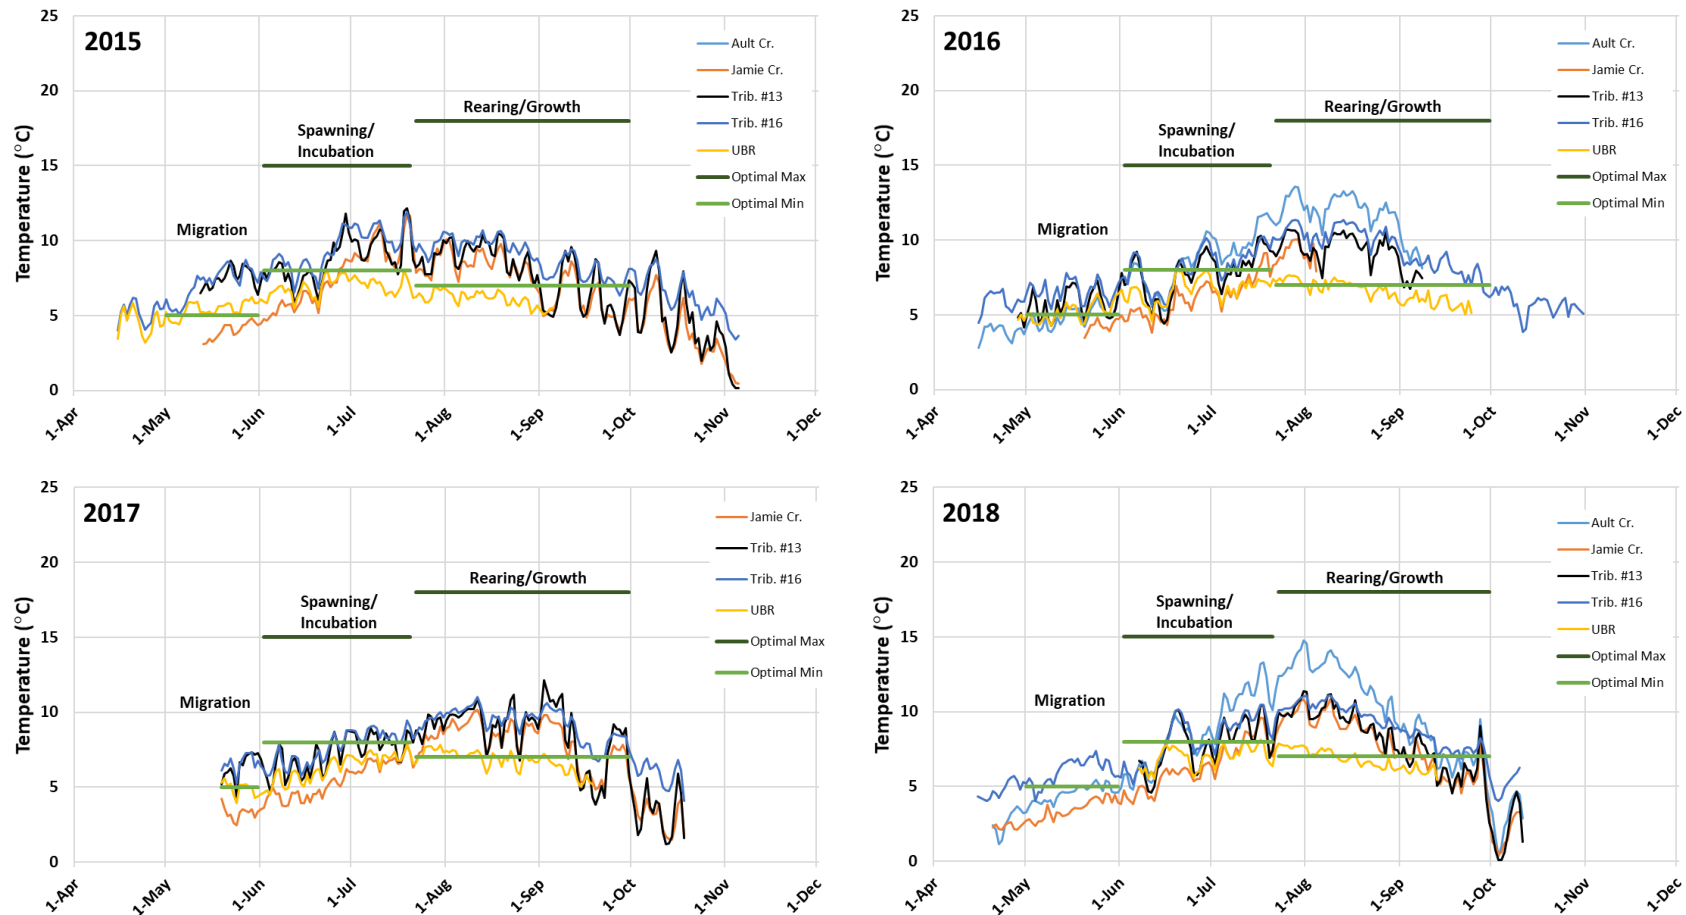 2015
25
20
15
10
5
0
Temperature (°C)
Migration
Spawning/
Incubation
Rearing/Growth
Ault Cr.
Jamie Cr.
Trib. #13
Trib. #16
UBR
Optimal Max
Optimal Min
1-Apr
1-May
1-Jun
1-Jul
1-Aug
1-Sep
1-Oct
1-Nov
1-Dec
2016
25
20
15
10
5
0
Temperature (°C)
Migration
Spawning/
Incubation
Rearing/Growth
Ault Cr.
Jamie Cr.
Trib. #13
Trib. #16
UBR
Optimal Max
Optimal Min
1-Apr
1-May
1-Jun
1-Jul
1-Aug
1-Sep
1-Oct
1-Nov
1-Dec
2017
25
20
15
10
5
0
Temperature (°C)
Migration
Spawning/
Incubation
Rearing/Growth
Jamie Cr.
Trib. #13
Trib. #16
UBR
Optimal Max
Optimal Min
1-Apr
1-May
1-Jun
1-Jul
1-Aug
1-Sep
1-Oct
1-Nov
1-Dec
2018
25
20
15
10
5
0
Temperature (°C)
Migration
Spawning/
Incubation
Rearing/Growth
Ault Cr.
Jamie Cr.
Trib. #13
Trib. #16
UBR
Optimal Max
Optimal Min
1-Apr
1-May
1-Jun
1-Jul
1-Aug
1-Sep
1-Oct
1-Nov
1-Dec